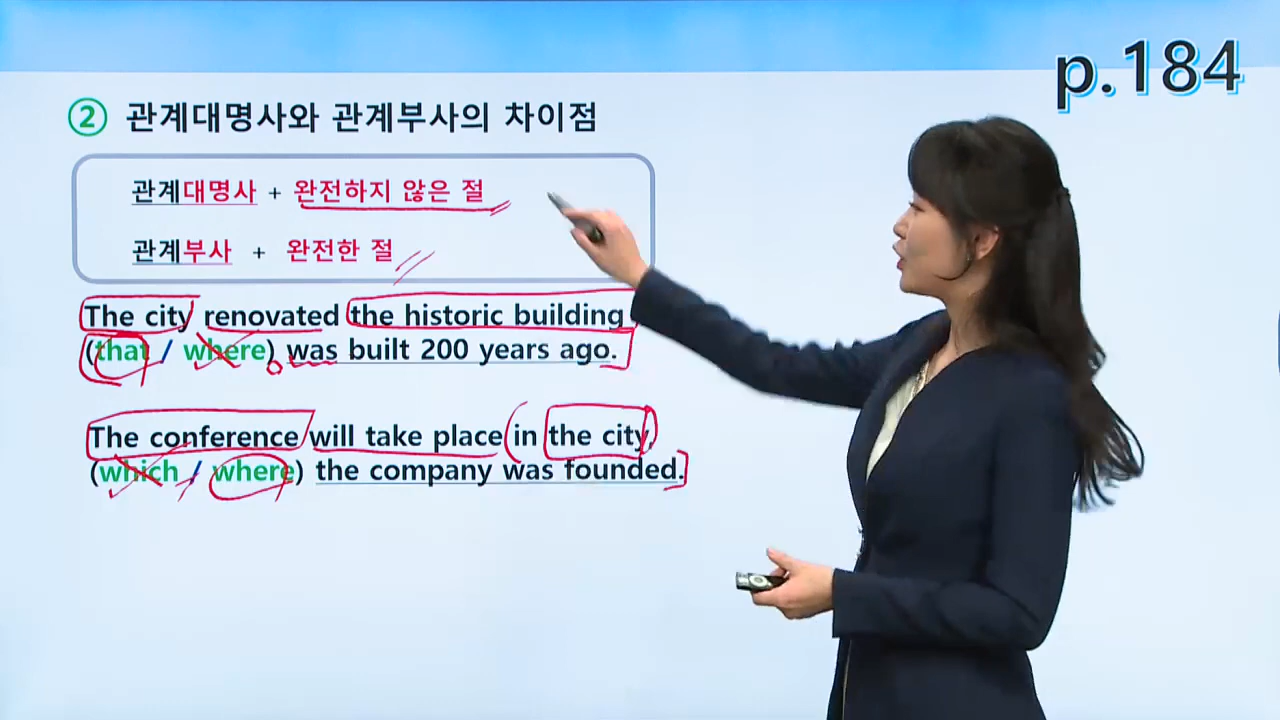 p.184
② 관계대명사와 관계부사의 차이점
관계대명사 + 완전하지 않은 절
관계부사 + 완전한 절
The city renovated the historic building
(that / where) was built 200 years ago.
The conference will take place in the city,
(which / where) the company was founded.